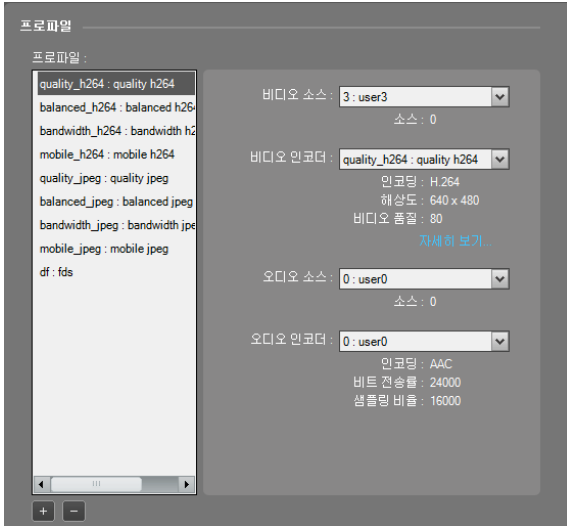 프로파일
프로파일 :
quality_h264 : quality h264
balanced_h264 : balanced h264
bandwidth_h264 : bandwidth h2
mobile_h264 : mobile h264
quality_jpeg : quality jpeg
balanced_jpeg : balanced jpeg
bandwidth_jpeg : bandwidth jpe
mobile_jpeg : mobile jpeg
df : fds
비디오 소스 : 3 : user3
소스 : 0
비디오 인코더 : quality_h264 : quality h264
인코딩 : H.264
해상도 : 640 x 480
비디오 품질 : 80
자세히 보기...
오디오 소스 : 0 : user0
소스 : 0
오디오 인코더 : 0 : user0
인코딩 : AAC
비트 전송률 : 24000
샘플링 비율 : 16000
+ −